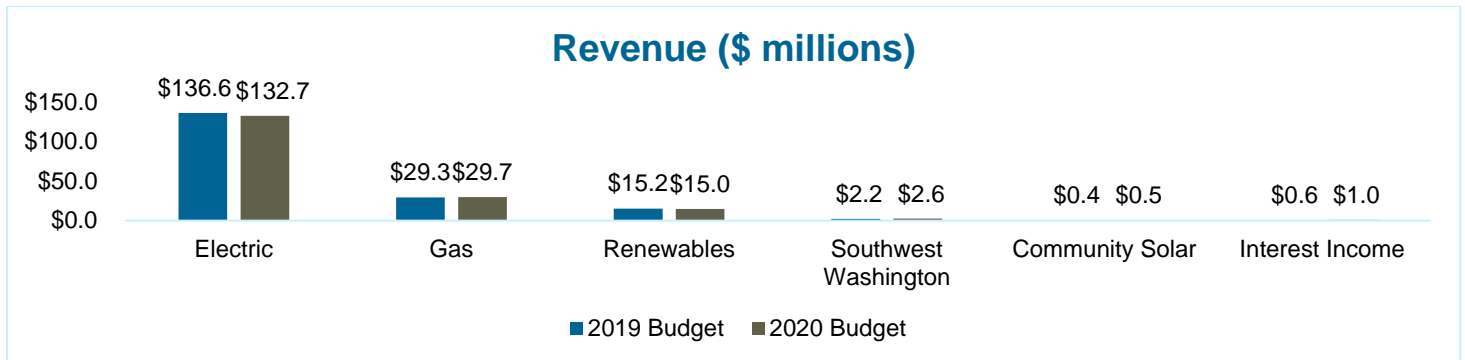 Revenue ($ millions)
$136.6 $132.7
$150.0
$100.0
$50.0
$0.0
$29.3 $29.7
$15.2 $15.0
$2.2 $2.6
$0.4 $0.5
$0.6 $1.0
Electric
Gas
Renewables
Southwest
Washington
Community Solar
Interest Income
2019 Budget 2020 Budget